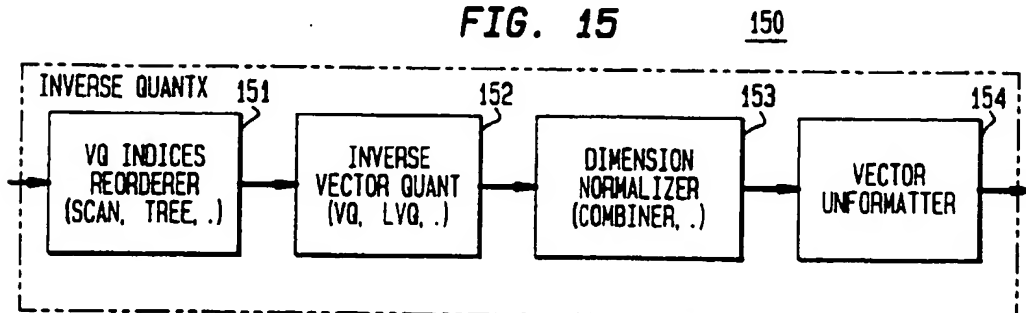 FIG. 15
150
INVERSE QUANTX
151
VQ INDICES
REORDERER
(SCAN, TREE, .)
152
INVERSE
VECTOR QUANT
(VQ, LVQ, .)
153
DIMENSION
NORMALIZER
(COMBINER, .)
154
VECTOR
UNFORMATTER